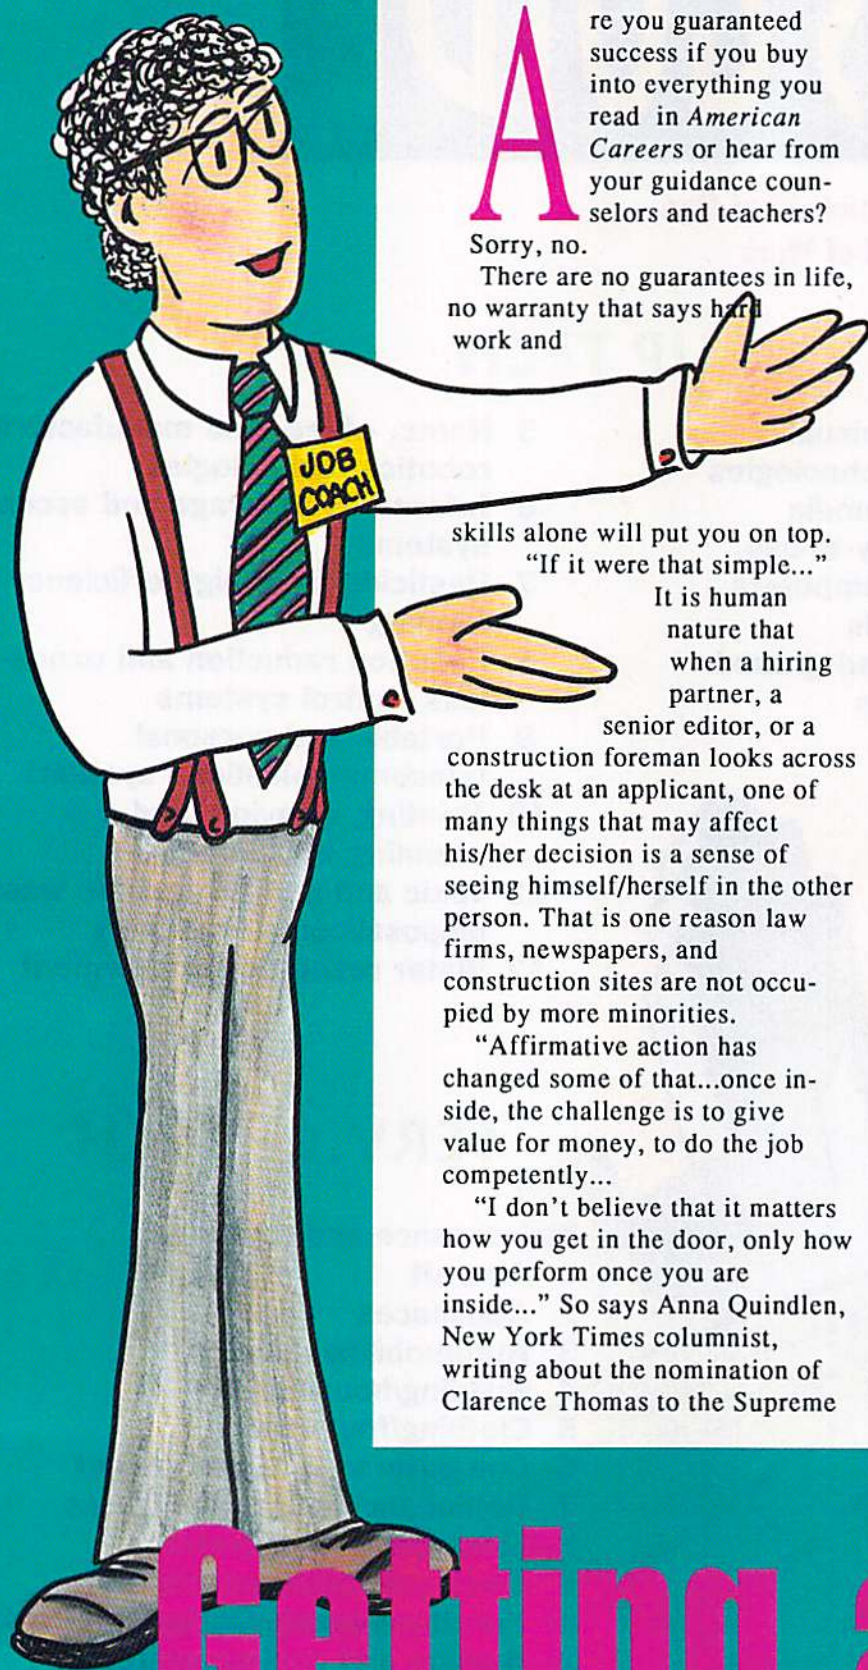 Are you guaranteed
success if you buy
into everything you
read in American
Careers or hear from
your guidance coun-
selors and teachers?
Sorry, no.
There are no guarantees in life,
no warranty that says hard
work and
JOB
COACH
skills alone will put you on top.
“If it were that simple...”
It is human
nature that
when a hiring
partner, a
senior editor, or a
construction foreman looks across
the desk at an applicant, one of
many things that may affect
his/her decision is a sense of
seeing himself/herself in the other
person. That is one reason law
firms, newspapers, and
construction sites are not occu-
pied by more minorities.
“Affirmative action has
changed some of that...once in-
side, the challenge is to give
value for money, to do the job
competently...
“I don’t believe that it matters
how you get in the door, only how
you perform once you are
inside...” So says Anna Quindlen,
New York Times columnist,
writing about the nomination of
Clarence Thomas to the Supreme
Getting